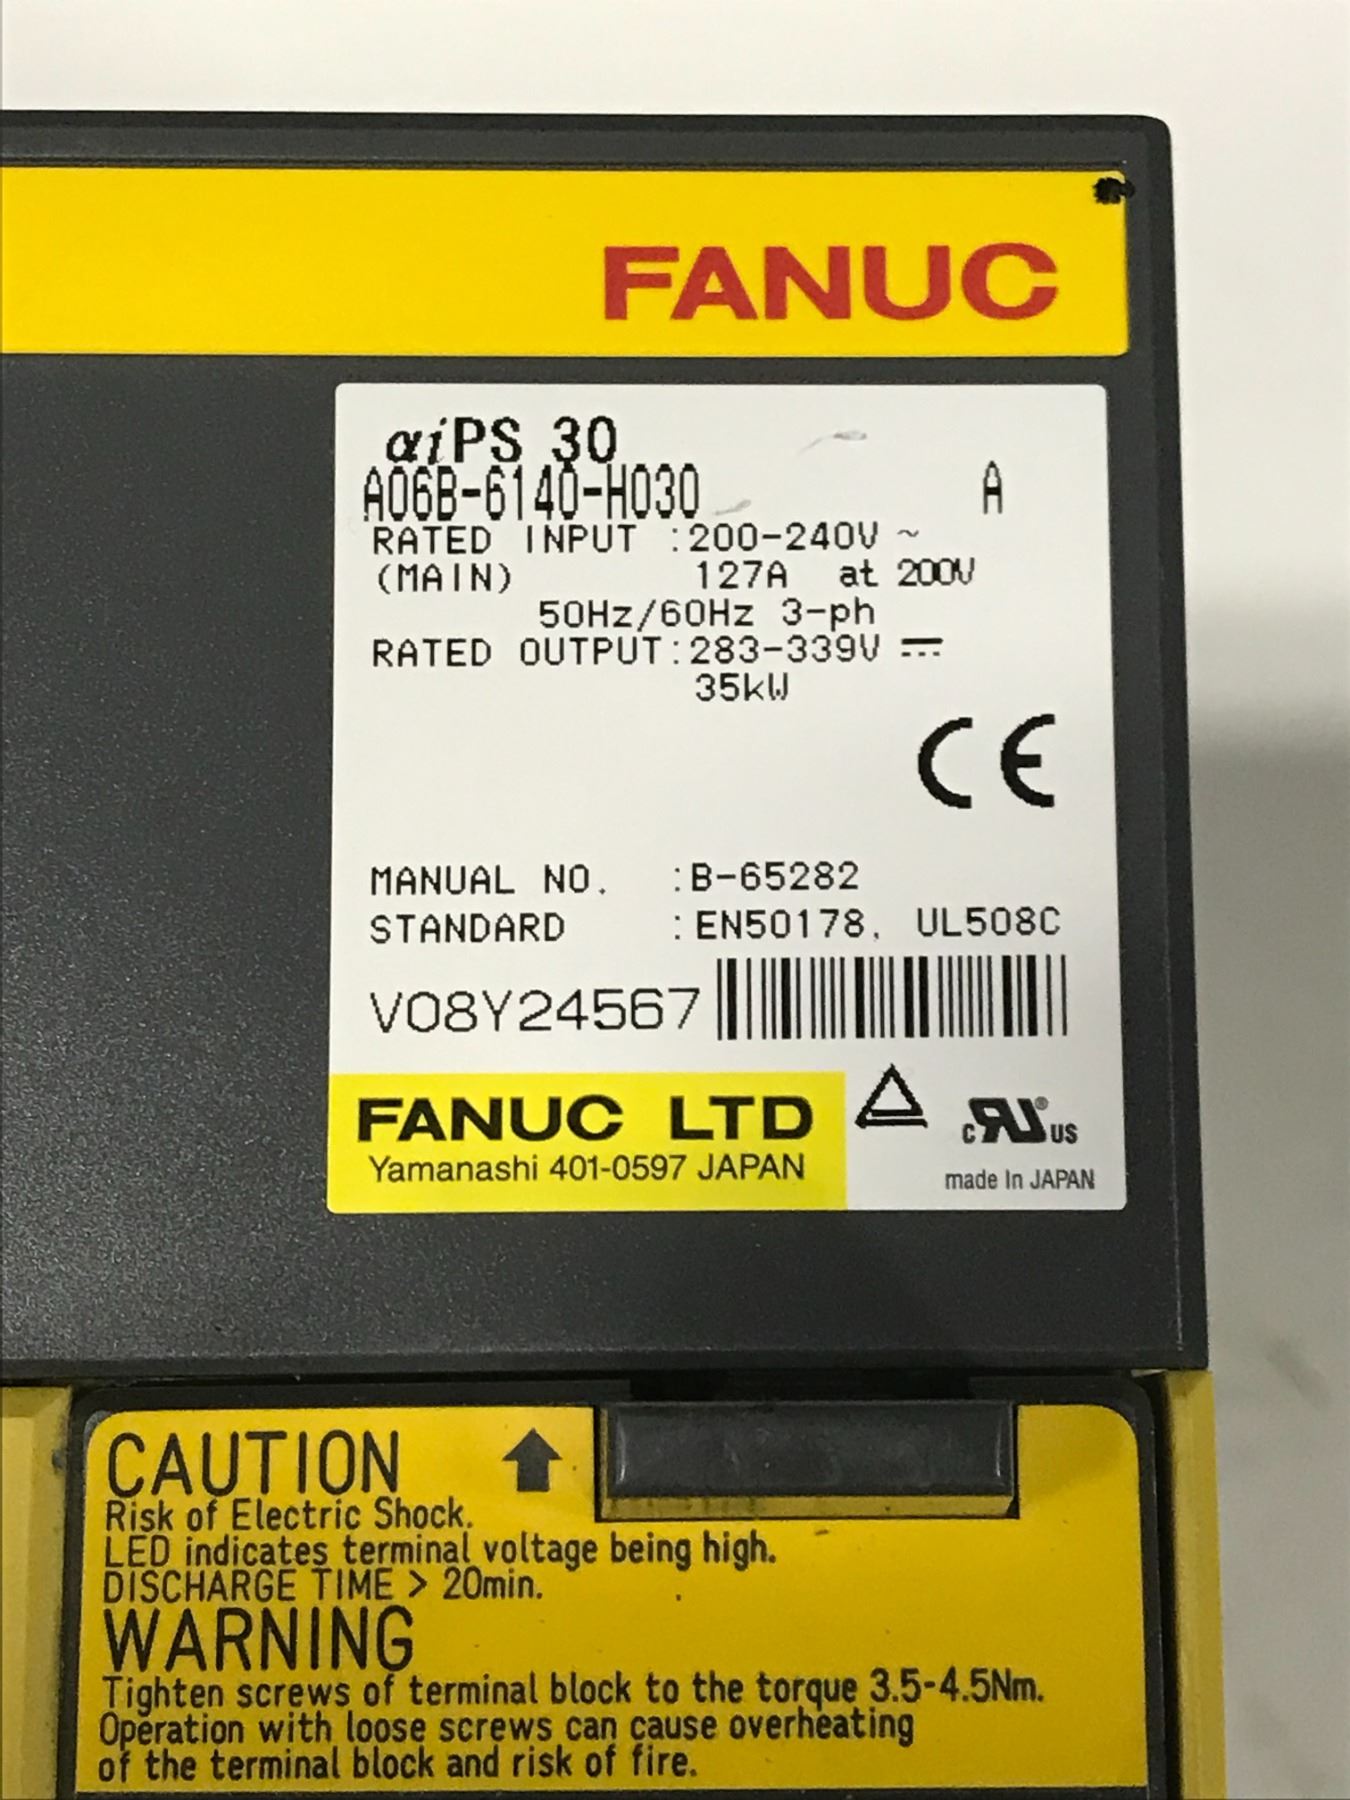 FANUC
αiPS 30
A06B-6140-H030 A
RATED INPUT :200-240V ~
(MAIN) 127A at 200V
50Hz/60Hz 3-ph
RATED OUTPUT:283-339V ⎓
35kW
CE
MANUAL NO. :B-65282
STANDARD :EN50178, UL508C
V08Y24567
FANUC LTD
Yamanashi 401-0597 JAPAN
c RU ® US
made In JAPAN
CAUTION
Risk of Electric Shock.
LED indicates terminal voltage being high.
DISCHARGE TIME > 20min.
WARNING
Tighten screws of terminal block to the torque 3.5-4.5Nm.
Operation with loose screws can cause overheating
of the terminal block and risk of fire.